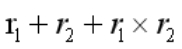 r₁ + r₂ + r₁ × r₂